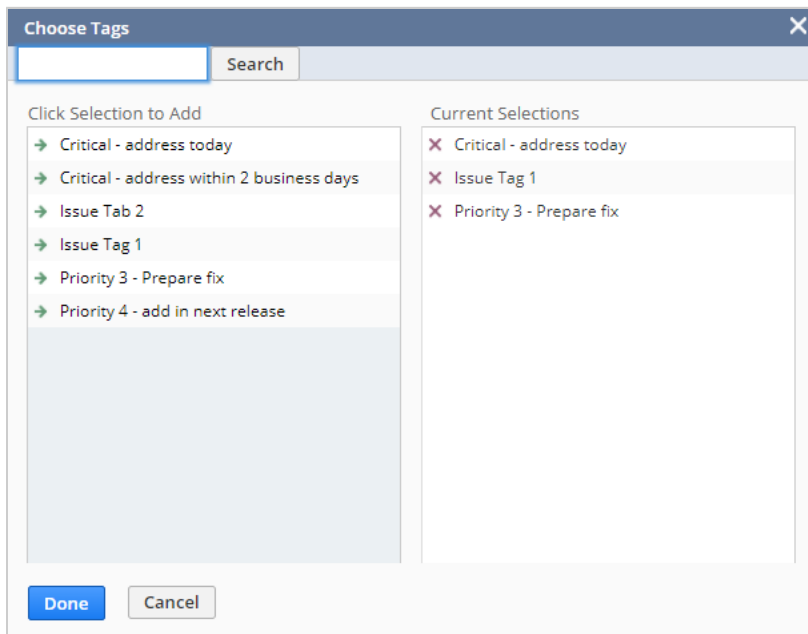 Choose Tags
Search
Click Selection to Add
Critical - address today
Critical - address within 2 business days
Issue Tab 2
Issue Tag 1
Priority 3 - Prepare fix
Priority 4 - add in next release
Current Selections
Critical - address today
Issue Tag 1
Priority 3 - Prepare fix
Done
Cancel